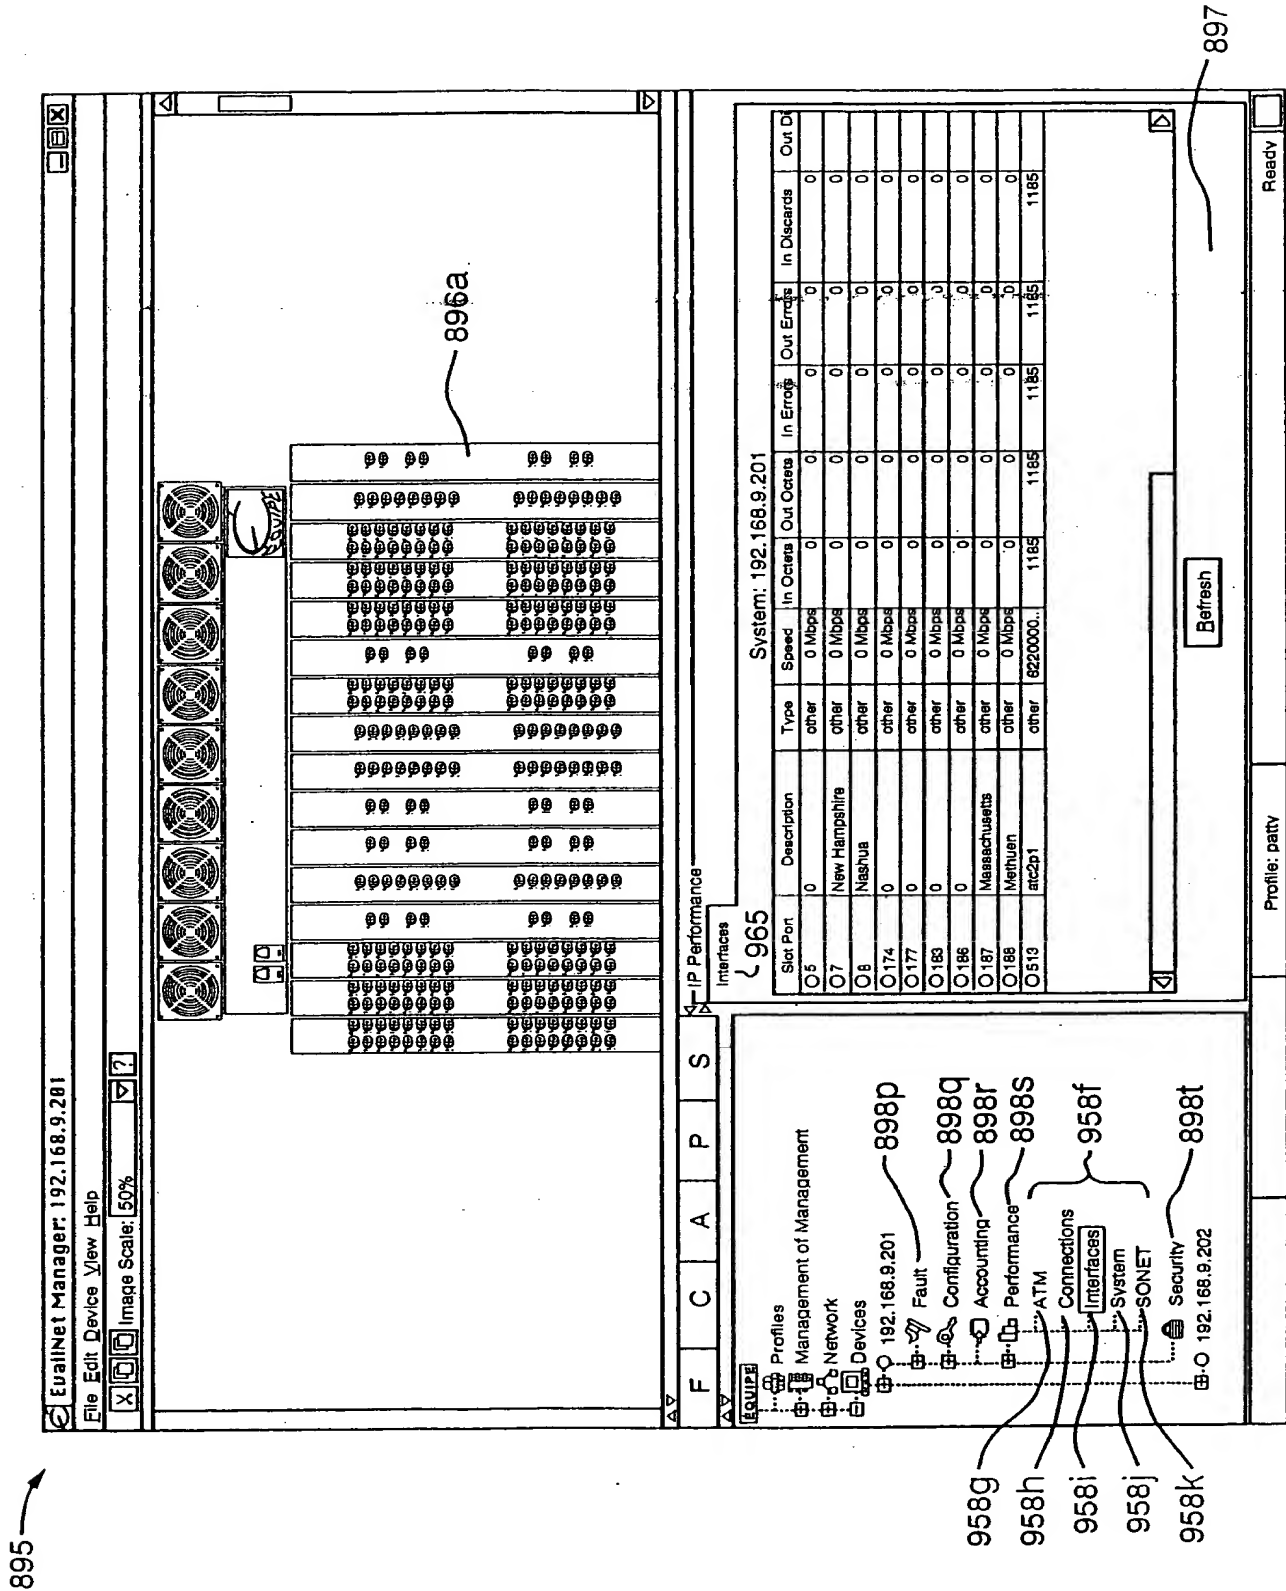 895
EualNet Manager: 192.168.9.201
File Edit Device View Help
Image Scale: 50% ?
896a
F C A P S
EQUIPE
Profiles
Management of Management
Network
Devices
192.168.9.201
Fault
Configuration
Accounting
Performance
ATM
Connections
Interfaces
System
SONET
Security
192.168.9.202
898p
898q
898r
898s
958f
898t
958g
958h
958i
958j
958k
IP Performance
Interfaces
965
System: 192.168.9.201
Slot Port Description Type Speed In Octets Out Octets In Errors Out Errors In Discards Out Di
5 0 other 0 Mbps 0 0 0 0 0
7 New Hampshire other 0 Mbps 0 0 0 0 0
8 Nashua other 0 Mbps 0 0 0 0 0
174 0 other 0 Mbps 0 0 0 0 0
177 0 other 0 Mbps 0 0 0 0 0
183 0 other 0 Mbps 0 0 0 0 0
186 0 other 0 Mbps 0 0 0 0 0
187 Massachusetts other 0 Mbps 0 0 0 0 0
188 Methuen other 0 Mbps 0 0 0 0 0
513 atc2p1 other 622000.. 1185 1185 1185 1185 1185
Refresh
897
Profile: patty
Ready